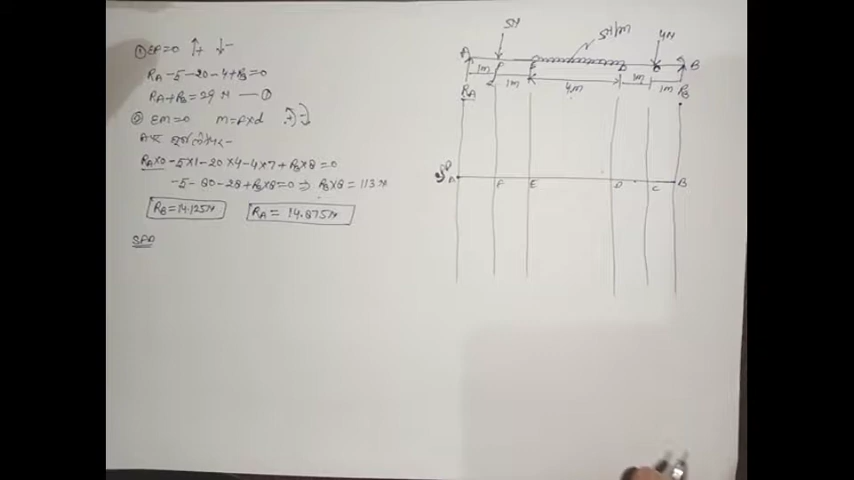 ① ΣF=0 ↑+ ↓-
RA-5-20-4+RB=0
RA+RB=29 N —①
② ΣM=0 M=F×d
RA×0-5×1-20×4-4×7+RB×8=0
-5-80-28+RB×8=0 ⇒ RB×8=113
RB=14.125N RA=14.875N
SFD
5N
5N/m
4N
A F E D C B
1m 1m 4m 1m 1m
RA RB
A F E D C B